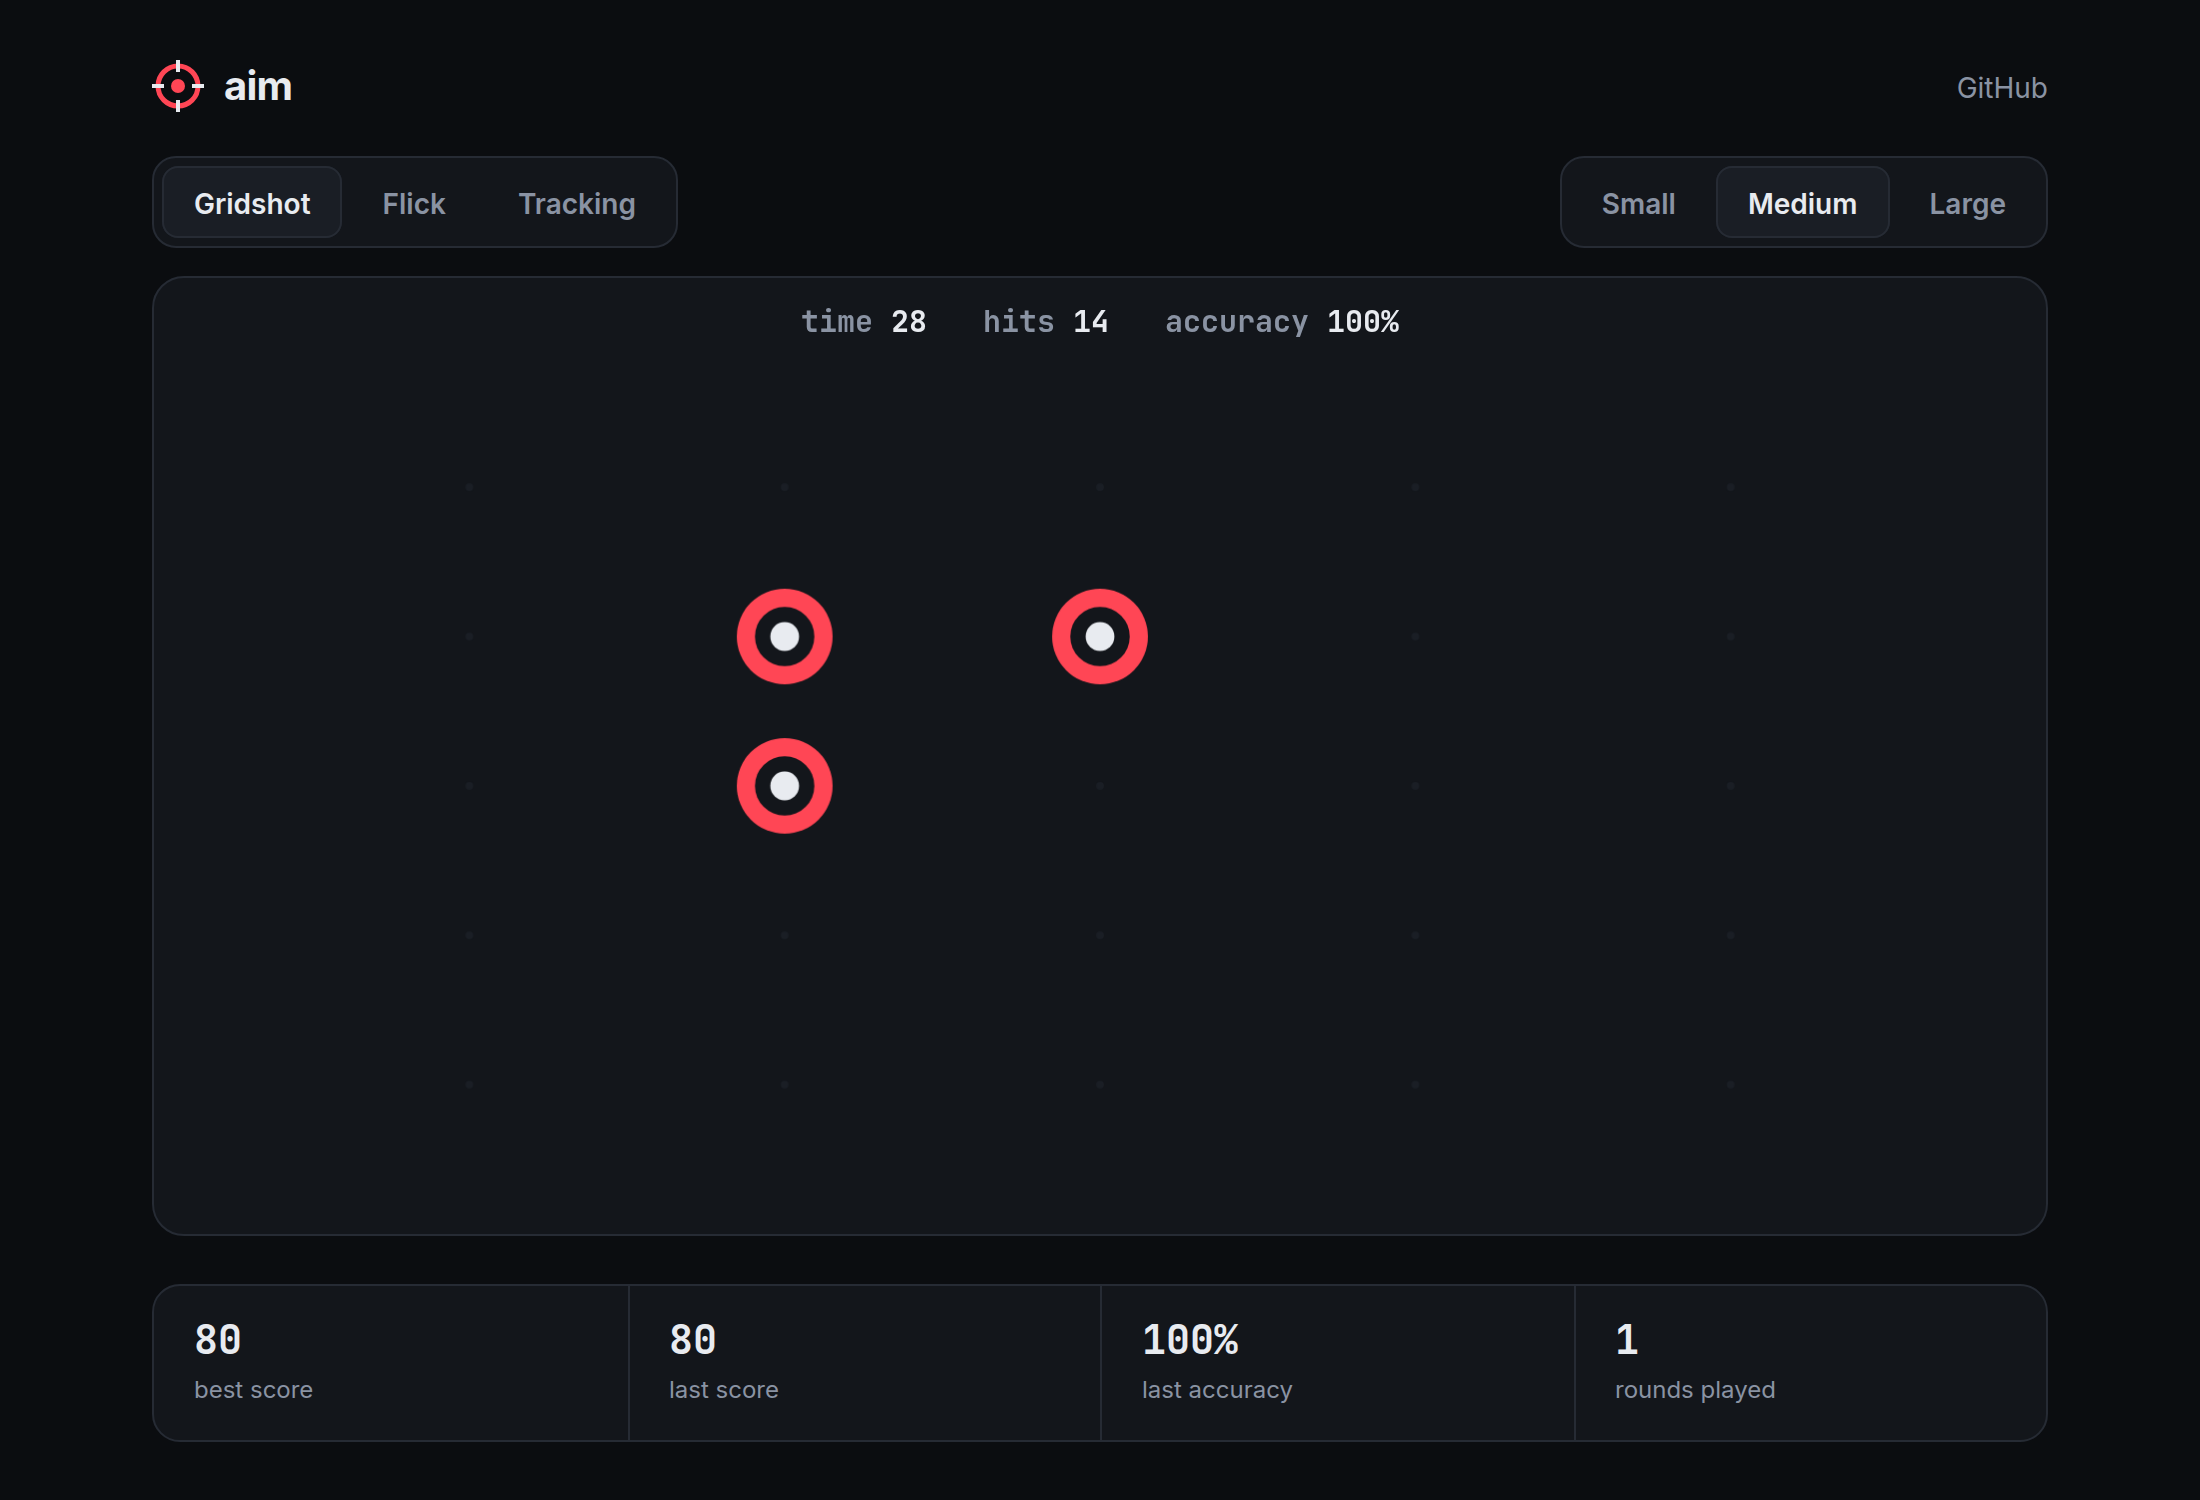 aim
GitHub
Gridshot Flick Tracking
Small Medium Large
time 28 hits 14 accuracy 100%
80
best score
80
last score
100%
last accuracy
1
rounds played